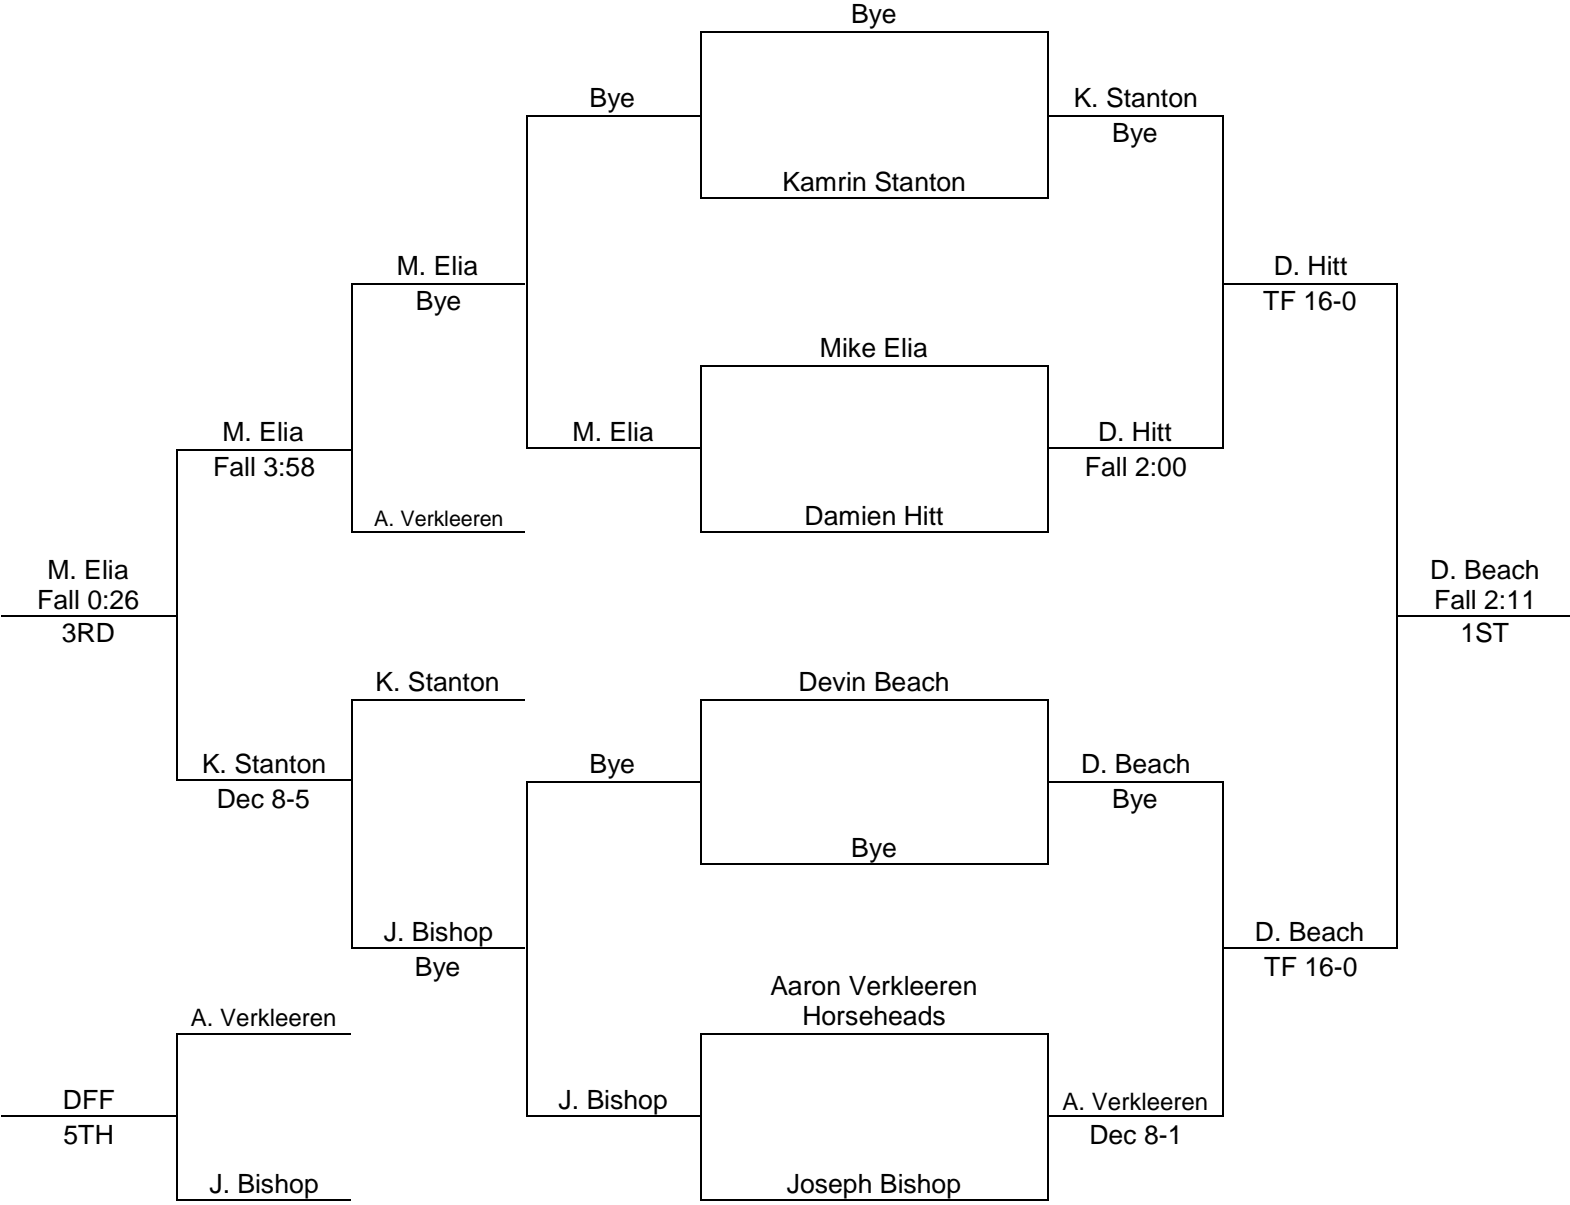 Bye
Bye
K. Stanton
Bye
Kamrin Stanton
M. Elia
Bye
D. Hitt
TF 16-0
Mike Elia
M. Elia
Fall 3:58
M. Elia
D. Hitt
Fall 2:00
A. Verkleeren
Damien Hitt
M. Elia
Fall 0:26
3RD
D. Beach
Fall 2:11
1ST
K. Stanton
Devin Beach
K. Stanton
Dec 8-5
Bye
D. Beach
Bye
Bye
J. Bishop
Bye
D. Beach
TF 16-0
Aaron Verkleeren
Horseheads
A. Verkleeren
DFF
5TH
J. Bishop
A. Verkleeren
Dec 8-1
J. Bishop
Joseph Bishop